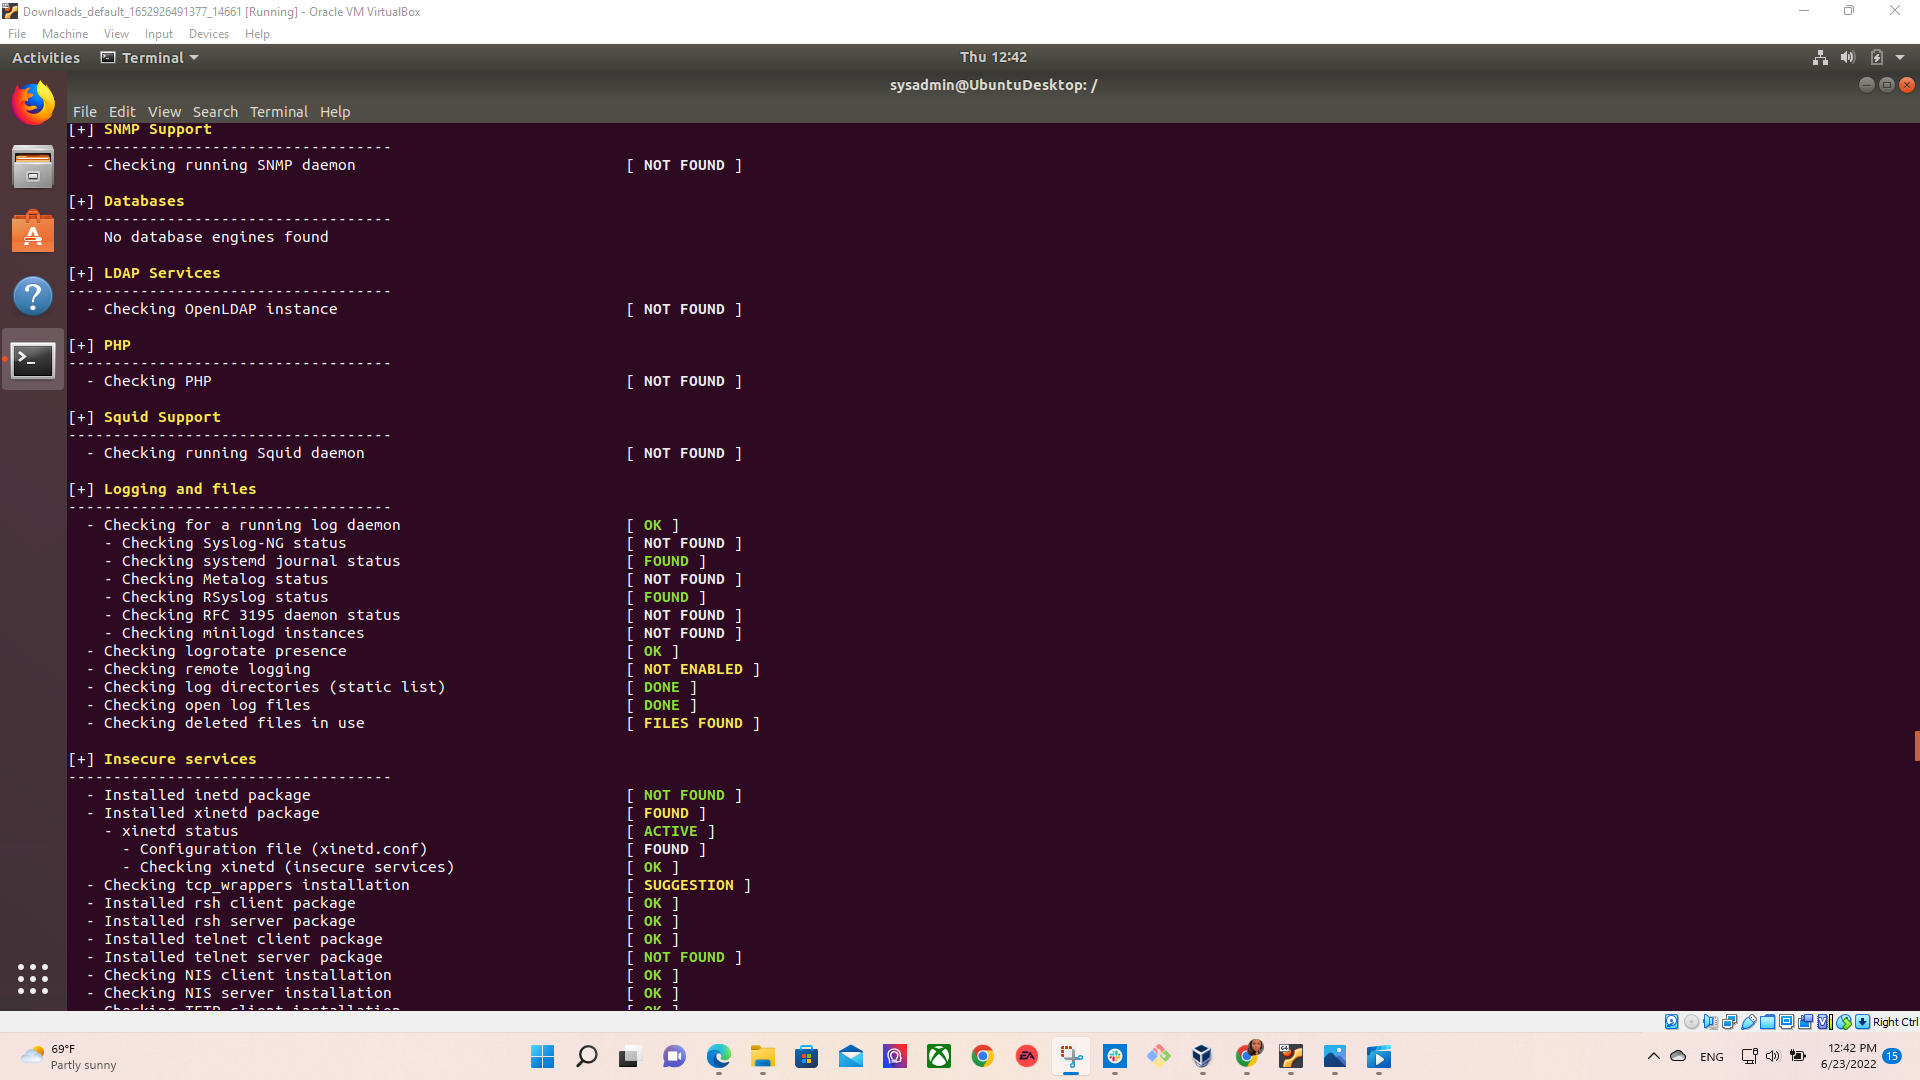 Downloads_default_1652926491377_14661 [Running] - Oracle VM VirtualBox
File Machine View Input Devices Help
Activities Terminal Thu 12:42
sysadmin@UbuntuDesktop: /
File Edit View Search Terminal Help
[+] SNMP Support
------------------------------------
- Checking running SNMP daemon [ NOT FOUND ]
[+] Databases
------------------------------------
No database engines found
[+] LDAP Services
------------------------------------
- Checking OpenLDAP instance [ NOT FOUND ]
[+] PHP
------------------------------------
- Checking PHP [ NOT FOUND ]
[+] Squid Support
------------------------------------
- Checking running Squid daemon [ NOT FOUND ]
[+] Logging and files
------------------------------------
- Checking for a running log daemon [ OK ]
- Checking Syslog-NG status [ NOT FOUND ]
- Checking systemd journal status [ FOUND ]
- Checking Metalog status [ NOT FOUND ]
- Checking RSyslog status [ FOUND ]
- Checking RFC 3195 daemon status [ NOT FOUND ]
- Checking minilogd instances [ NOT FOUND ]
- Checking logrotate presence [ OK ]
- Checking remote logging [ NOT ENABLED ]
- Checking log directories (static list) [ DONE ]
- Checking open log files [ DONE ]
- Checking deleted files in use [ FILES FOUND ]
[+] Insecure services
------------------------------------
- Installed inetd package [ NOT FOUND ]
- Installed xinetd package [ FOUND ]
- xinetd status [ ACTIVE ]
- Configuration file (xinetd.conf) [ FOUND ]
- Checking xinetd (insecure services) [ OK ]
- Checking tcp_wrappers installation [ SUGGESTION ]
- Installed rsh client package [ OK ]
- Installed rsh server package [ OK ]
- Installed telnet client package [ OK ]
- Installed telnet server package [ NOT FOUND ]
- Checking NIS client installation [ OK ]
- Checking NIS server installation [ OK ]
- Checking TFTP client installation [ OK ]
Right Ctrl
69°F
Partly sunny
ENG
12:42 PM
6/23/2022
15